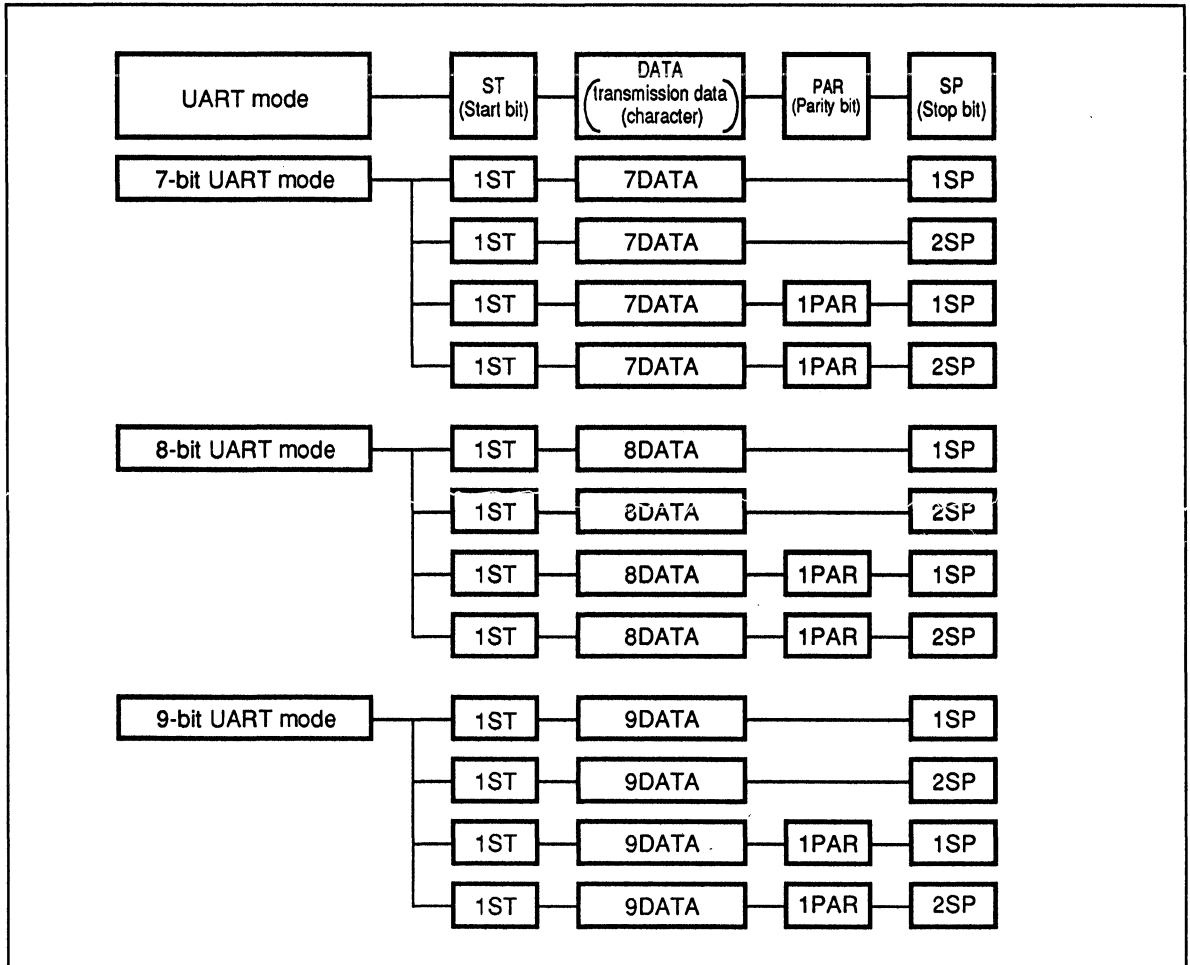 UART mode
ST
(Start bit)
DATA
(transmission data)
(character)
PAR
(Parity bit)
SP
(Stop bit)
7-bit UART mode 1ST 7DATA 1SP
1ST 7DATA 2SP
1ST 7DATA 1PAR 1SP
1ST 7DATA 1PAR 2SP
8-bit UART mode 1ST 8DATA 1SP
1ST 8DATA 2SP
1ST 8DATA 1PAR 1SP
1ST 8DATA 1PAR 2SP
9-bit UART mode 1ST 9DATA 1SP
1ST 9DATA 2SP
1ST 9DATA 1PAR 1SP
1ST 9DATA 1PAR 2SP